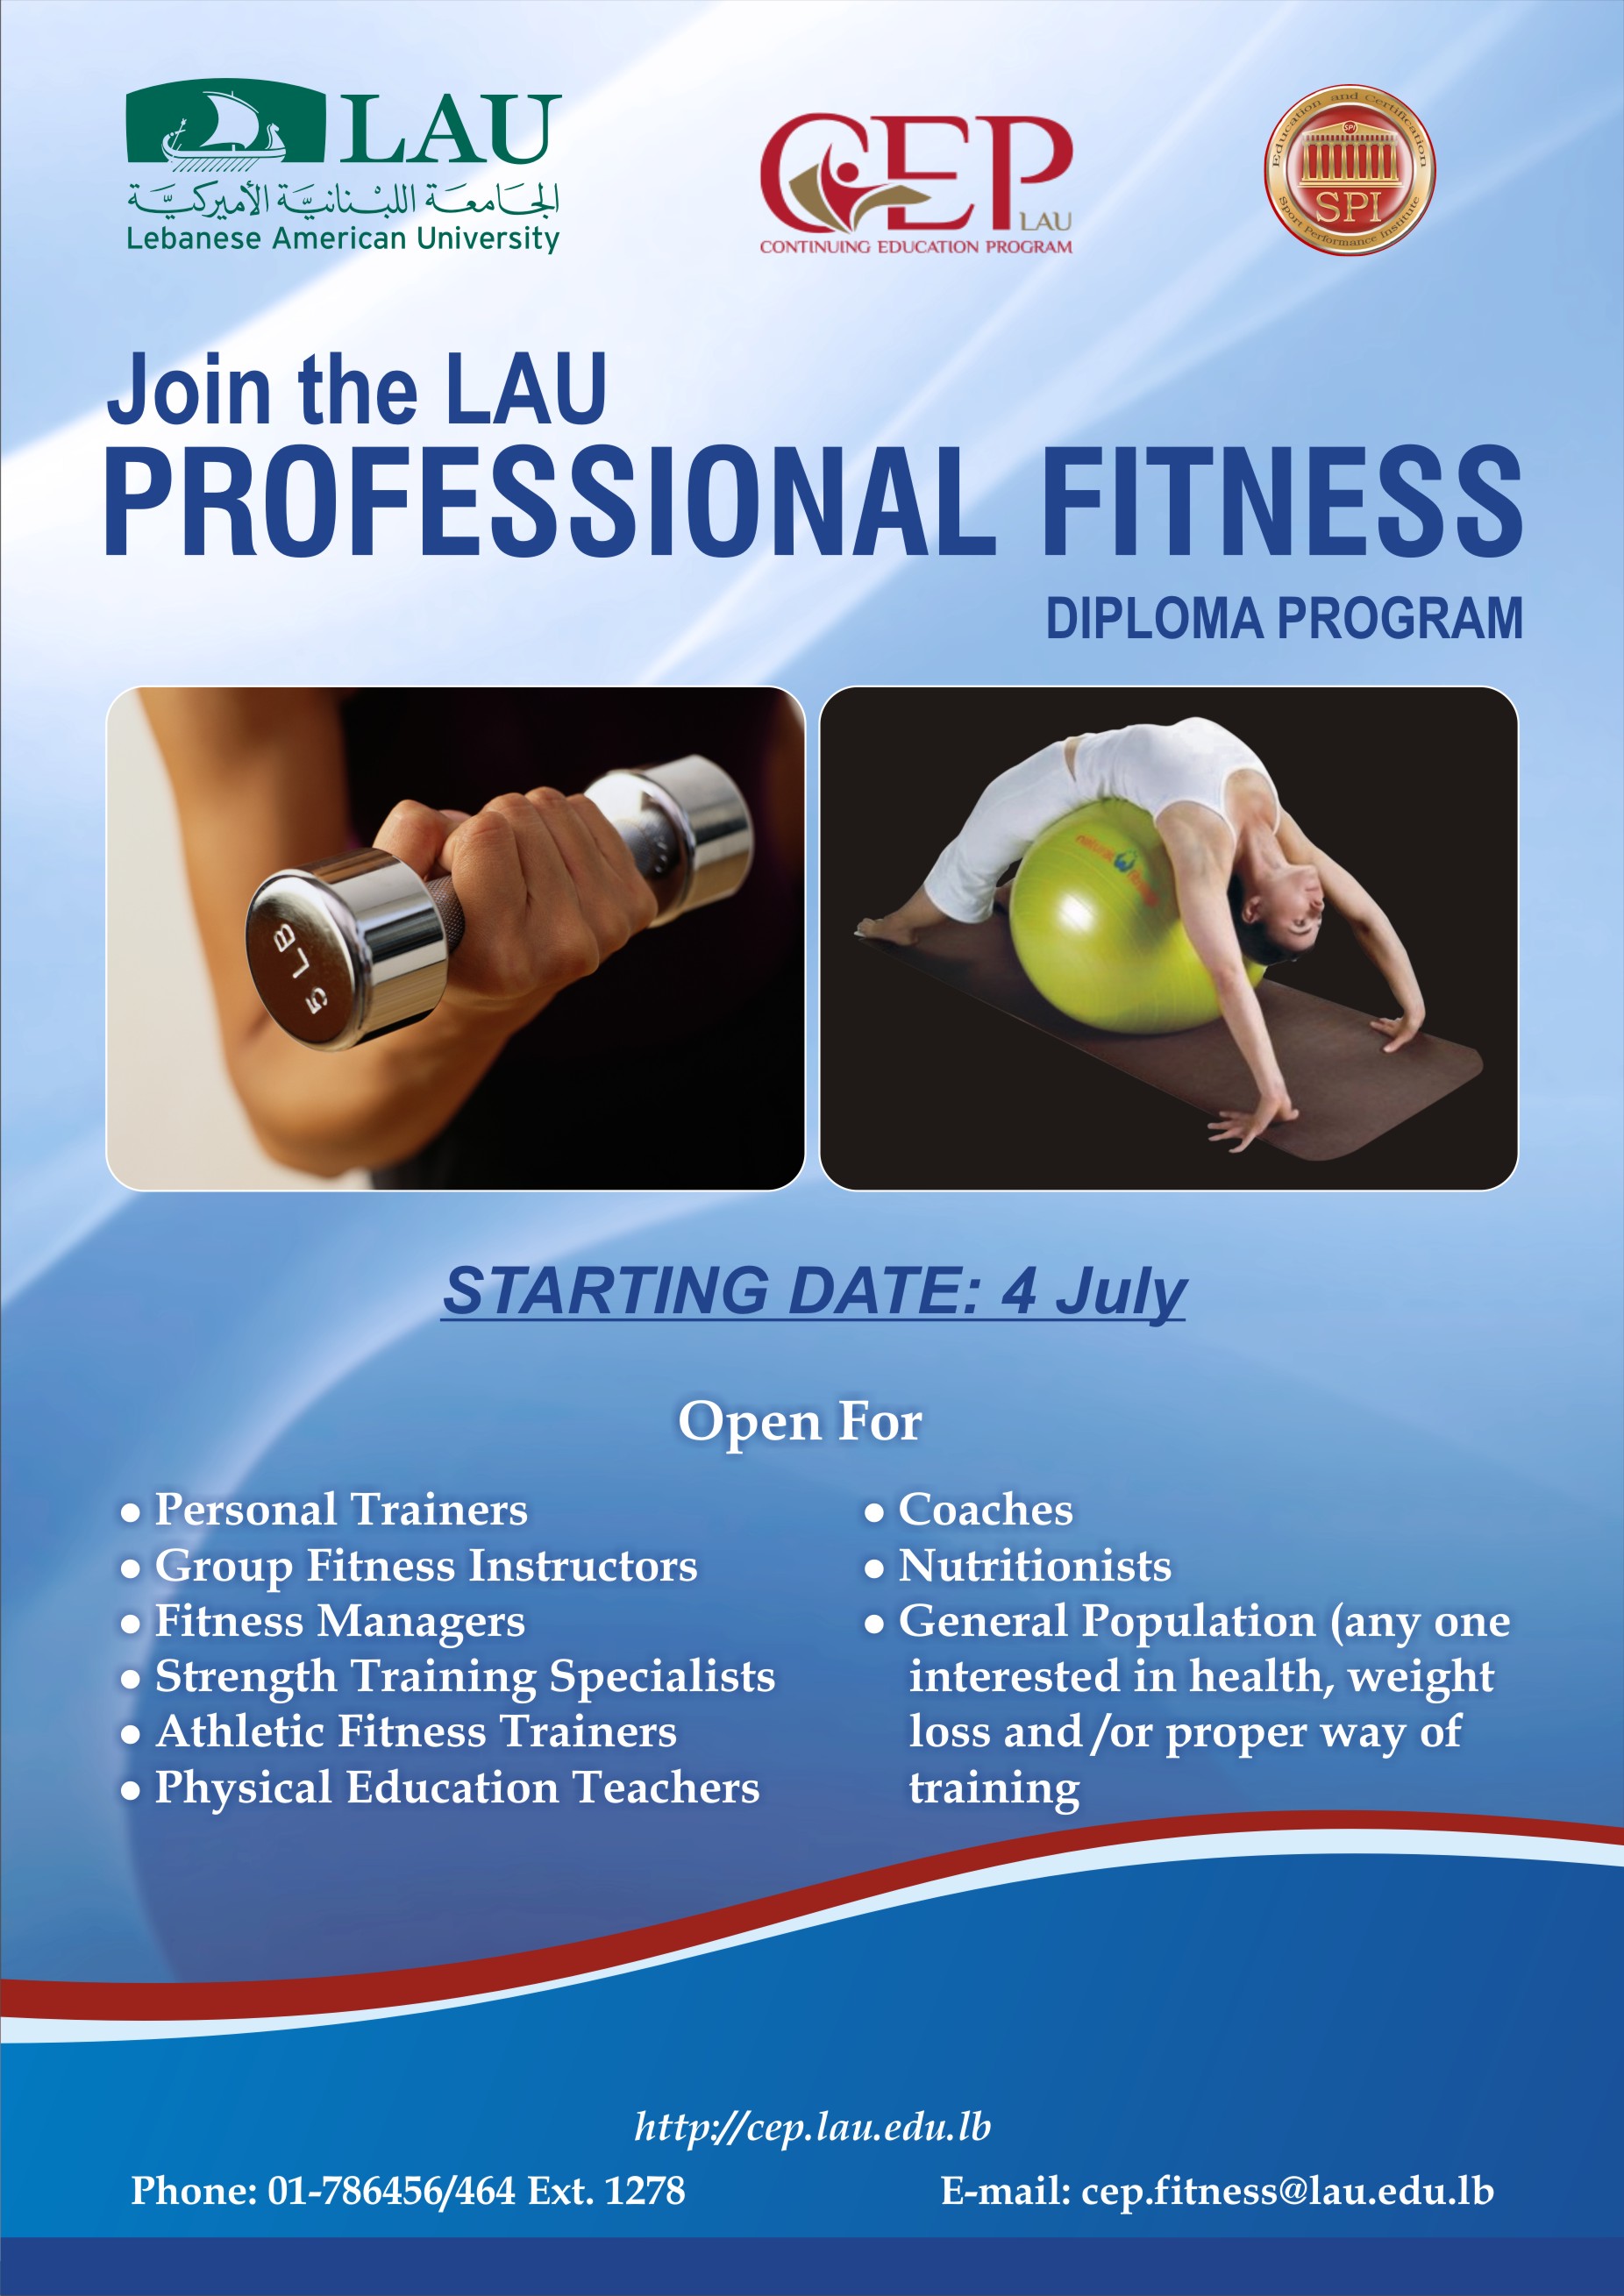 LAU
الجامعة اللبنانية الأميركية
Lebanese American University
CEP
LAU
CONTINUING EDUCATION PROGRAM
Education and Certification
SPI
SPI
Sport Performance Institute
Join the LAU
PROFESSIONAL FITNESS
DIPLOMA PROGRAM
5 LB
STARTING DATE: 4 July
Open For
• Personal Trainers
• Group Fitness Instructors
• Fitness Managers
• Strength Training Specialists
• Athletic Fitness Trainers
• Physical Education Teachers
• Coaches
• Nutritionists
• General Population (any one
interested in health, weight
loss and /or proper way of
training
http://cep.lau.edu.lb
Phone: 01-786456/464 Ext. 1278
E-mail: cep.fitness@lau.edu.lb